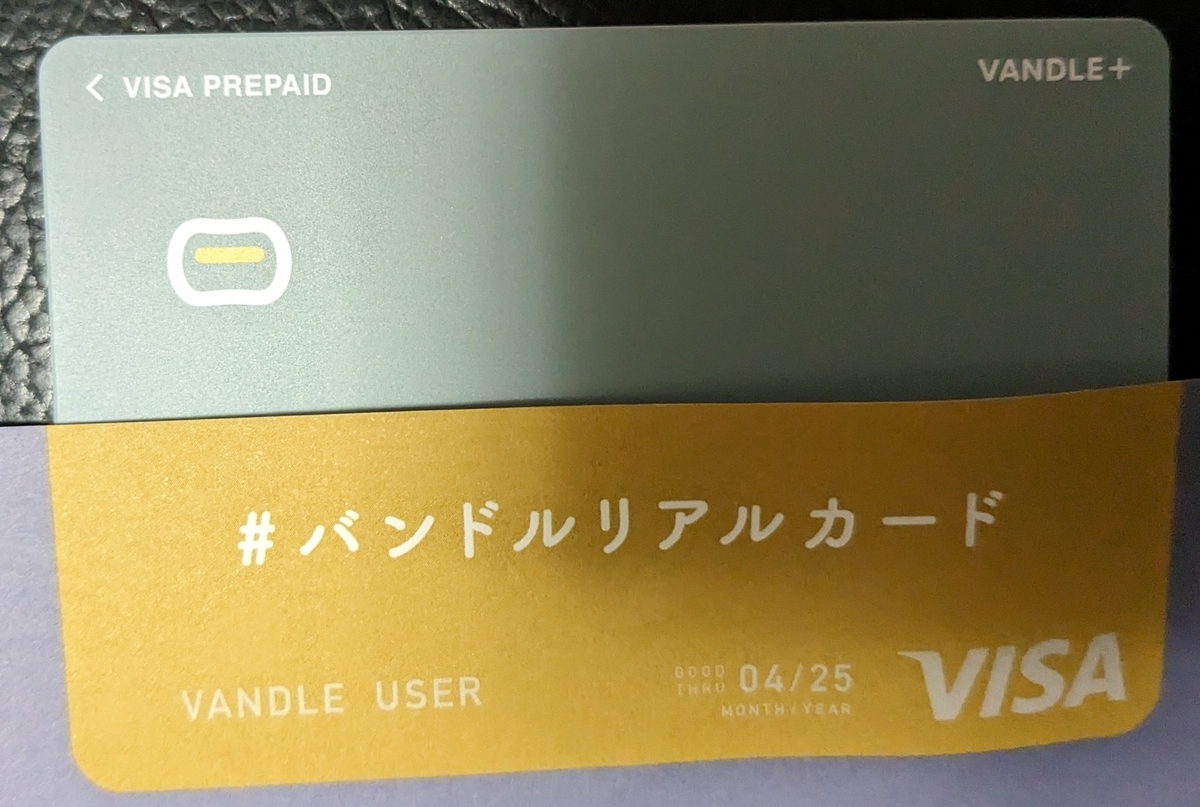 < VISA PREPAID
VANDLE+
#バンドルリアルカード
VANDLE USER
GOOD THRU 04/25
MONTH/YEAR
VISA